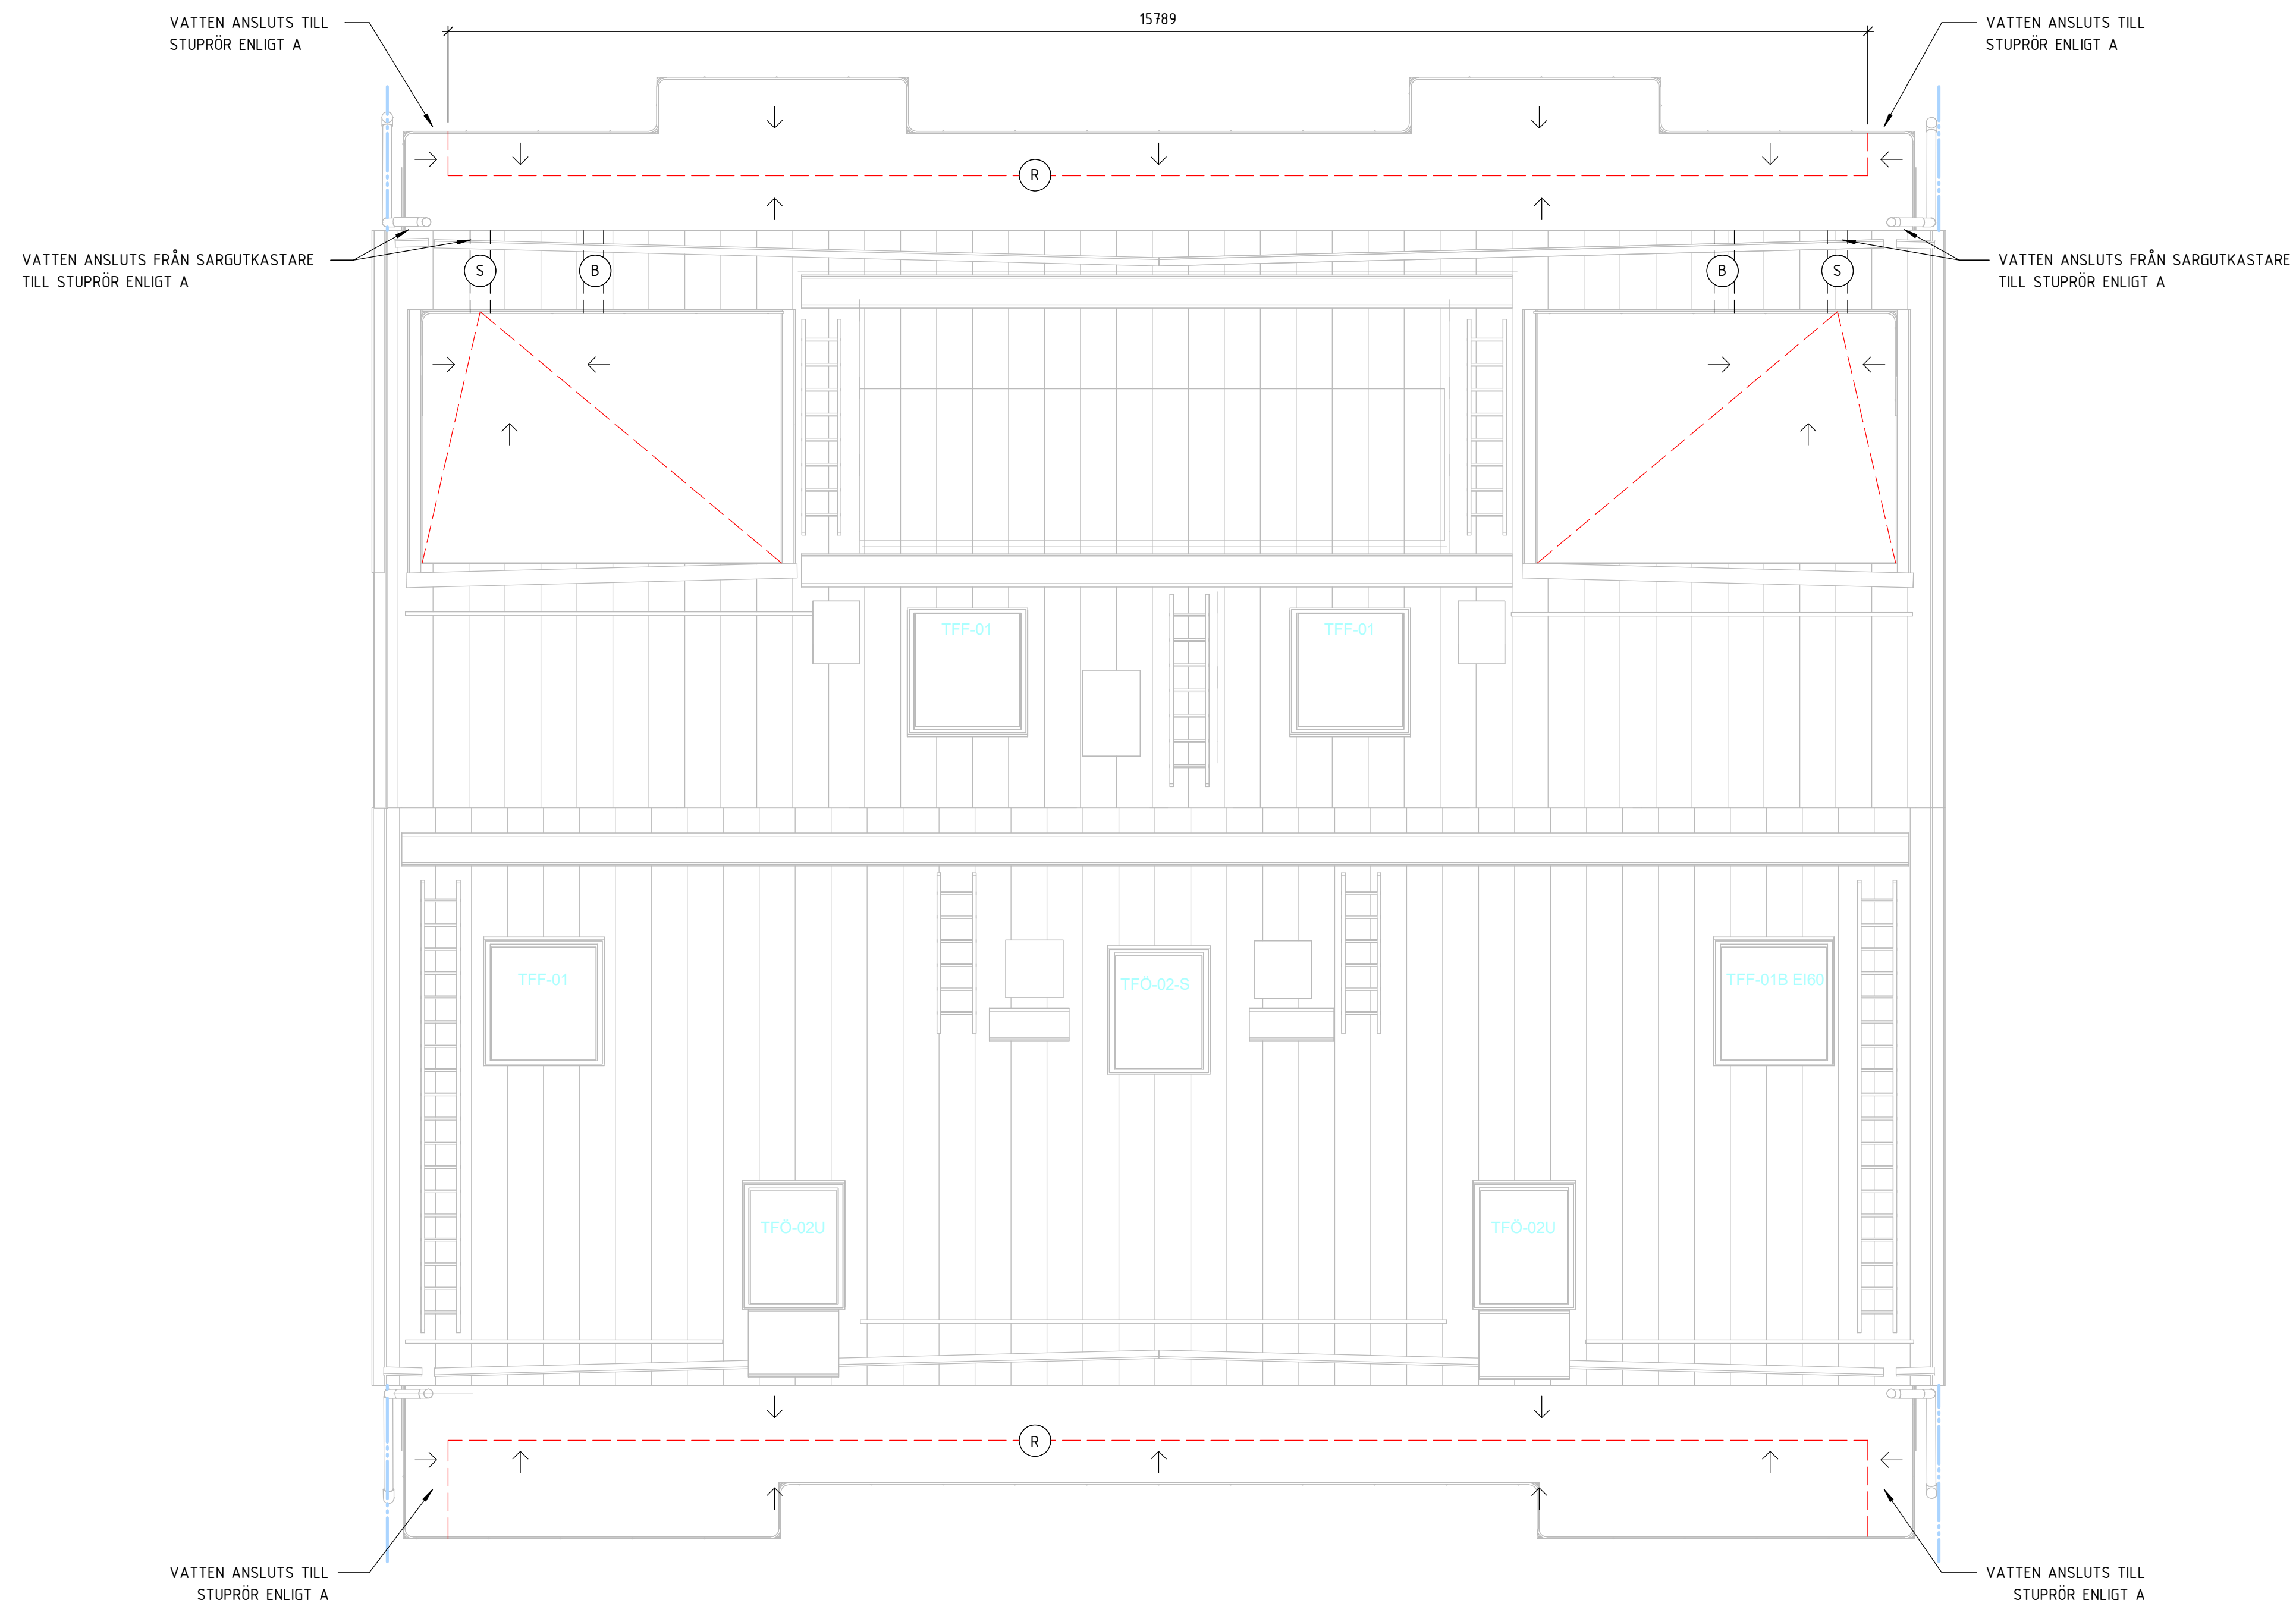 15789
VATTEN ANSLUTS TILL
STUPRÖR ENLIGT A
VATTEN ANSLUTS TILL
STUPRÖR ENLIGT A
R
VATTEN ANSLUTS FRÅN SARGUTKASTARE
TILL STUPRÖR ENLIGT A
S
B
B
S
VATTEN ANSLUTS FRÅN SARGUTKASTARE
TILL STUPRÖR ENLIGT A
TFF-01
TFF-01
TFF-01
TFÖ-02-S
TFF-01B EI60
TFÖ-02U
TFÖ-02U
R
VATTEN ANSLUTS TILL
STUPRÖR ENLIGT A
VATTEN ANSLUTS TILL
STUPRÖR ENLIGT A